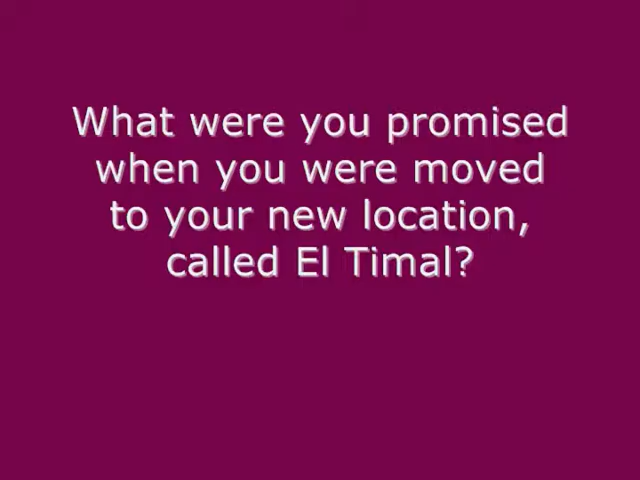 What were you promised
when you were moved
to your new location,
called El Timal?